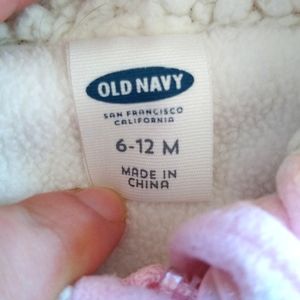 OLD NAVY
SAN FRANCISCO
CALIFORNIA
6-12 M
MADE IN
CHINA